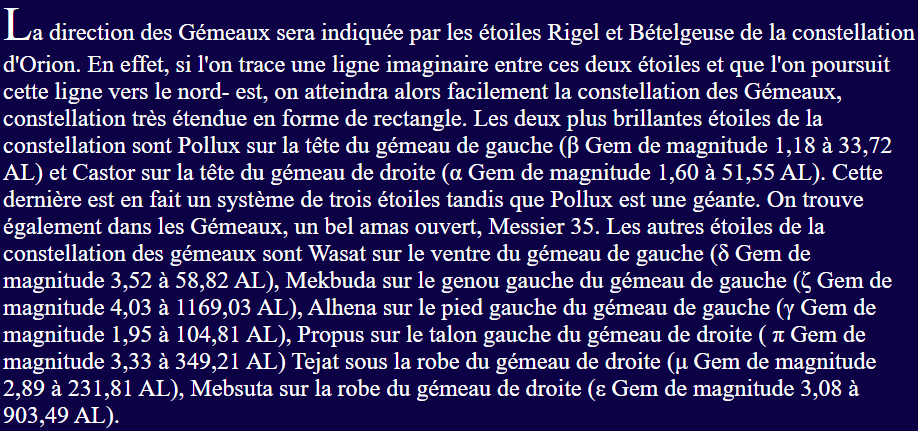 La direction des Gémeaux sera indiquée par les étoiles Rigel et Bételgeuse de la constellation
d'Orion. En effet, si l'on trace une ligne imaginaire entre ces deux étoiles et que l'on poursuit
cette ligne vers le nord- est, on atteindra alors facilement la constellation des Gémeaux,
constellation très étendue en forme de rectangle. Les deux plus brillantes étoiles de la
constellation sont Pollux sur la tête du gémeau de gauche (β Gem de magnitude 1,18 à 33,72
AL) et Castor sur la tête du gémeau de droite (α Gem de magnitude 1,60 à 51,55 AL). Cette
dernière est en fait un système de trois étoiles tandis que Pollux est une géante. On trouve
également dans les Gémeaux, un bel amas ouvert, Messier 35. Les autres étoiles de la
constellation des gémeaux sont Wasat sur le ventre du gémeau de gauche (δ Gem de
magnitude 3,52 à 58,82 AL), Mekbuda sur le genou gauche du gémeau de gauche (ζ Gem de
magnitude 4,03 à 1169,03 AL), Alhena sur le pied gauche du gémeau de gauche (γ Gem de
magnitude 1,95 à 104,81 AL), Propus sur le talon gauche du gémeau de droite ( π Gem de
magnitude 3,33 à 349,21 AL) Tejat sous la robe du gémeau de droite (μ Gem de magnitude
2,89 à 231,81 AL), Mebsuta sur la robe du gémeau de droite (ε Gem de magnitude 3,08 à
903,49 AL).